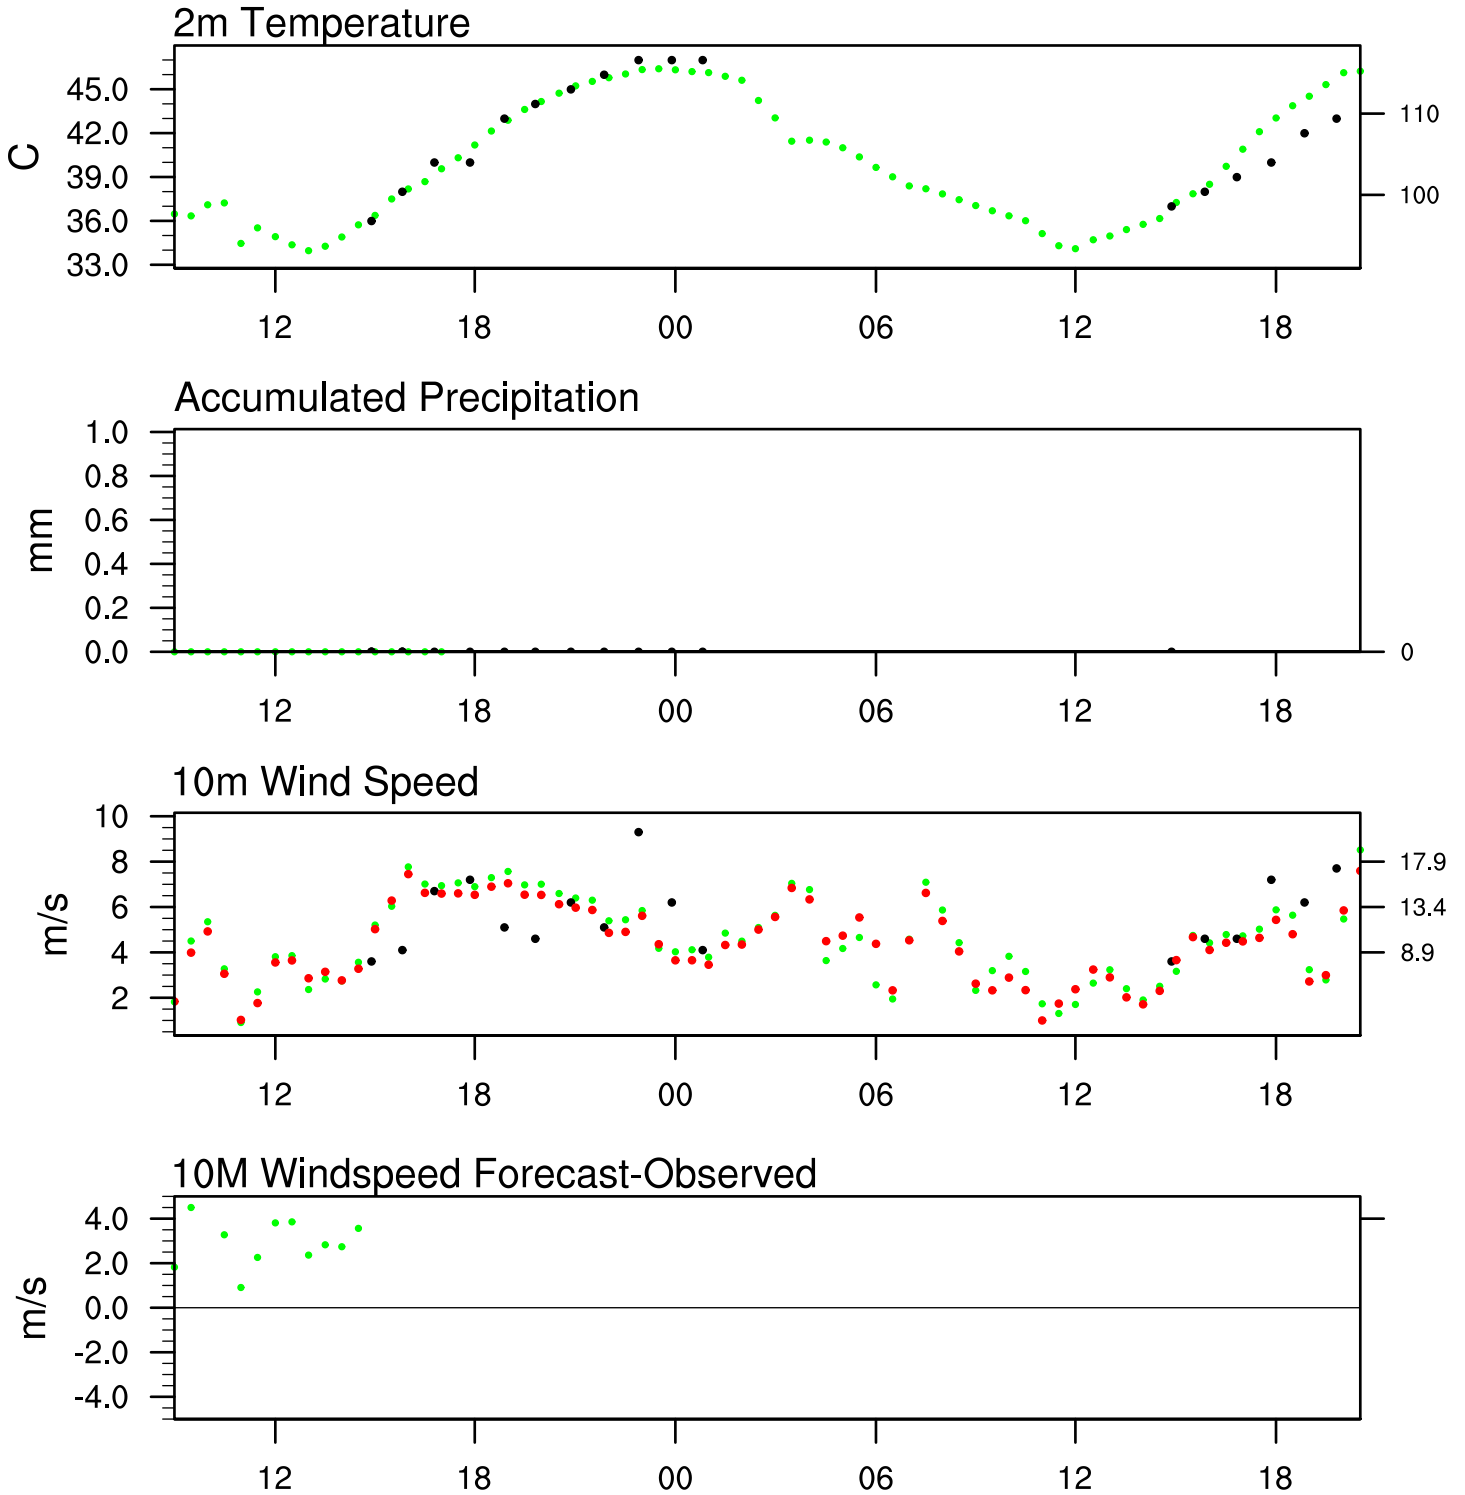 2m Temperature
45.0
42.0
39.0
36.0
33.0
C
110
100
12 18 00 06 12 18
Accumulated Precipitation
1.0
0.8
0.6
0.4
0.2
0.0
mm
0
12 18 00 06 12 18
10m Wind Speed
10
8
6
4
2
m/s
17.9
13.4
8.9
12 18 00 06 12 18
10M Windspeed Forecast-Observed
4.0
2.0
0.0
-2.0
-4.0
m/s
12 18 00 06 12 18